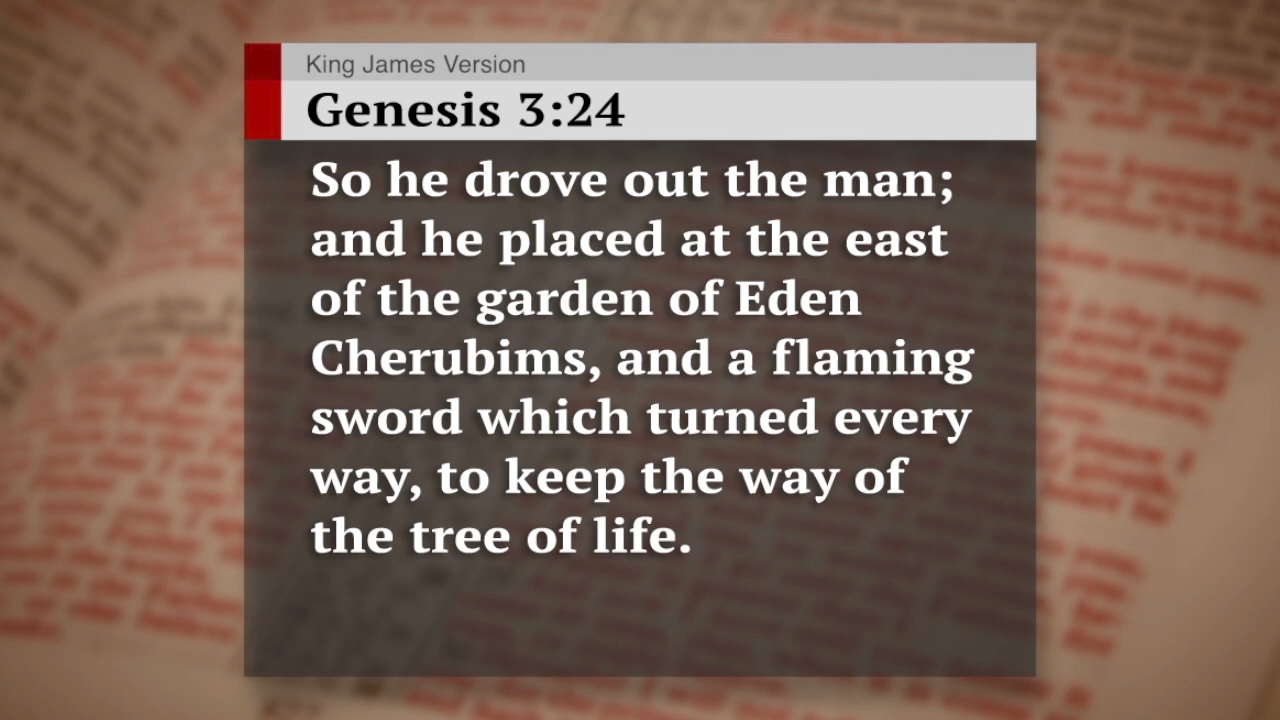 King James Version
Genesis 3:24
So he drove out the man;
and he placed at the east
of the garden of Eden
Cherubims, and a flaming
sword which turned every
way, to keep the way of
the tree of life.